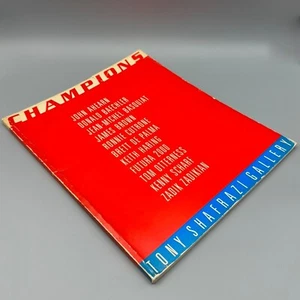 CHAMPIONS
JOHN AHEARN
DONALD BAECHLER
JEAN MICHEL BASQUIAT
JAMES BROWN
RONNIE CUTRONE
BRETT DE PALMA
KEITH HARING
FUTURA 2000
TOM OTTERNESS
KENNY SCHARF
ZADIK ZADIKIAN
TONY SHAFRAZI GALLERY